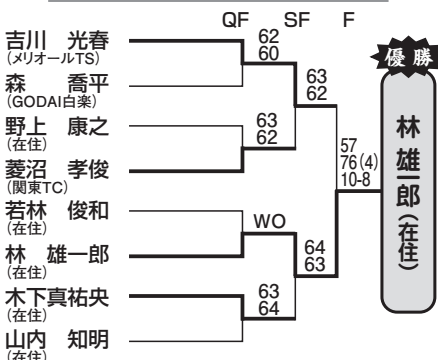 QF SF F
吉川 光春
(メリオールTS)
森 喬平
(GODAI白楽)
野上 康之
(在住)
菱沼 孝俊
(関東TC)
若林 俊和
(在住)
林 雄一郎
(在住)
木下真祐央
(在住)
山内 知明
(在住)
62
60
63
62
WO
63
64
63
62
64
63
57
76(4)
10-8
優勝
林 雄一郎(在住)